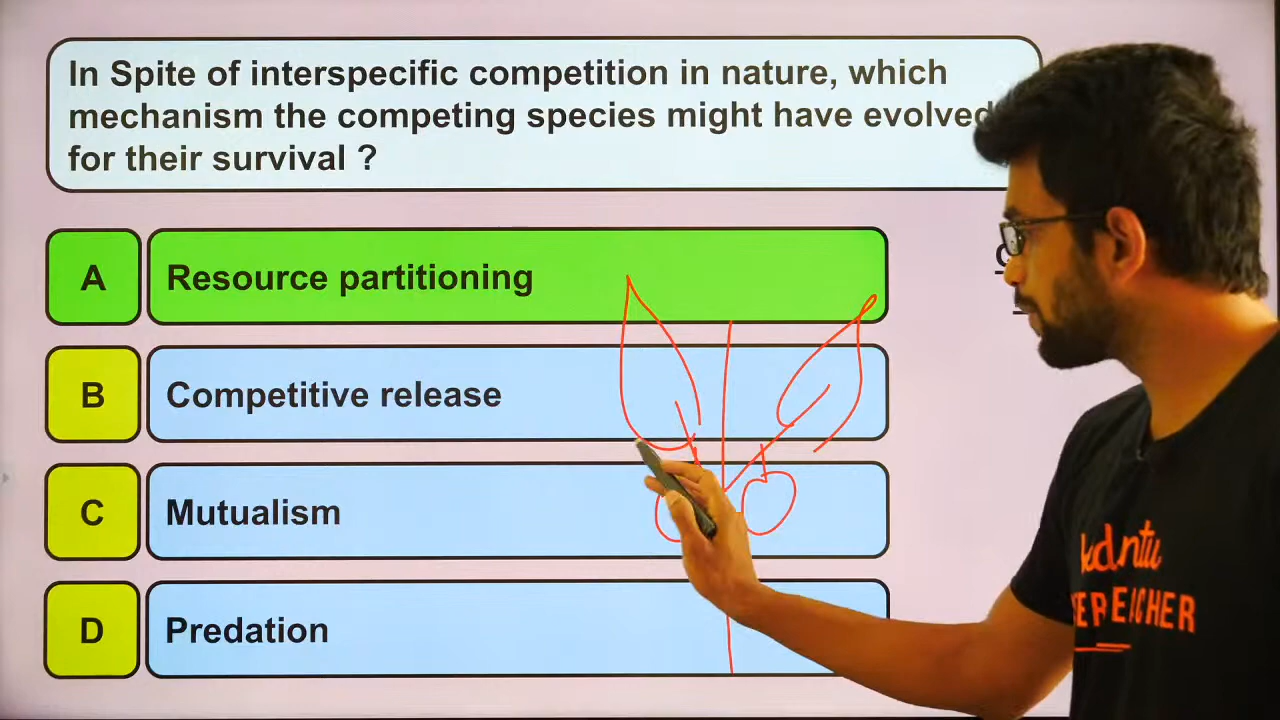 In Spite of interspecific competition in nature, which
mechanism the competing species might have evolved
for their survival ?
A Resource partitioning
B Competitive release
C Mutualism
D Predation